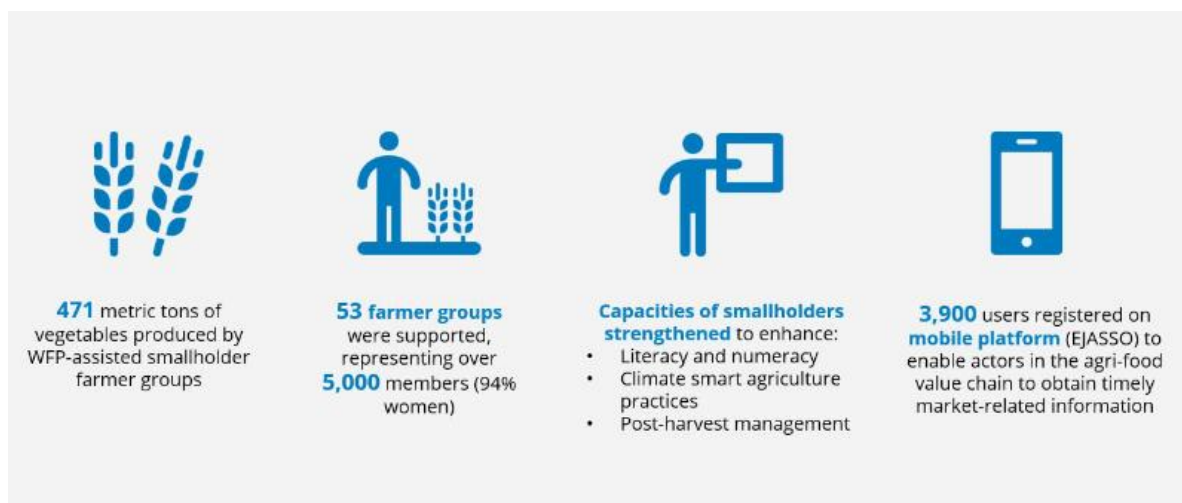 471 metric tons of
vegetables produced by
WFP-assisted smallholder
farmer groups
53 farmer groups
were supported,
representing over
5,000 members (94%
women)
Capacities of smallholders
strengthened to enhance:
• Literacy and numeracy
• Climate smart agriculture
practices
• Post-harvest management
3,900 users registered on
mobile platform (EJASSO) to
enable actors in the agri-food
value chain to obtain timely
market-related information